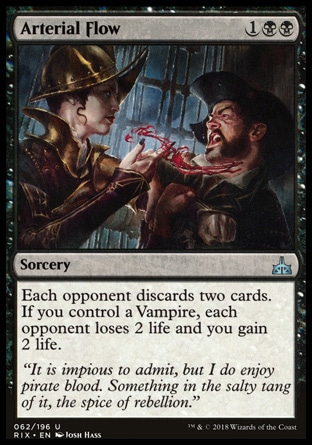 Arterial Flow 1
Sorcery
Each opponent discards two cards.
If you control a Vampire, each
opponent loses 2 life and you gain
2 life.
"It is impious to admit, but I do enjoy
pirate blood. Something in the salty tang
of it, the spice of rebellion."
062/196 U
RIX • EN Josh Hass
™ & © 2018 Wizards of the Coast